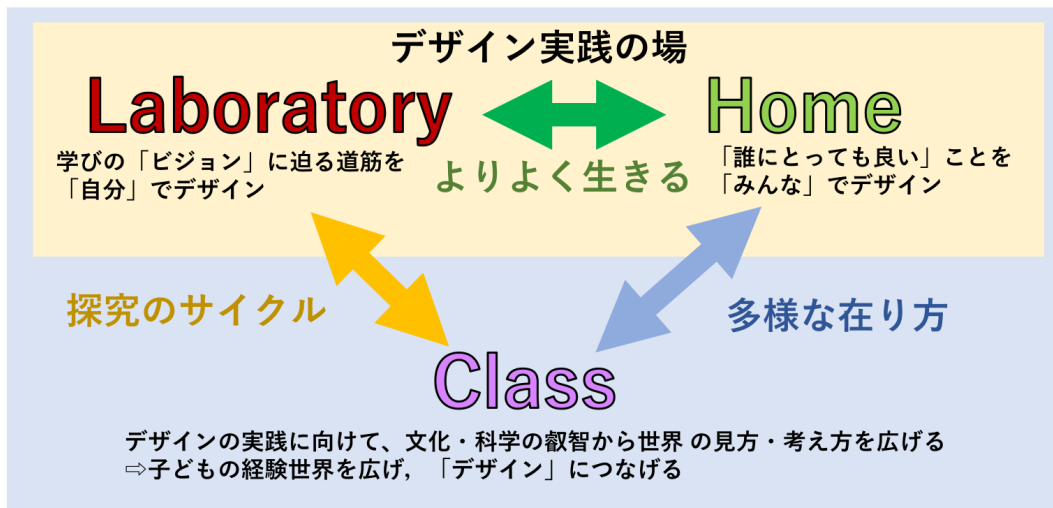 デザイン実践の場
Laboratory
Home
学びの「ビジョン」に迫る道筋を
「自分」でデザイン
よりよく生きる
「誰にとっても良い」ことを
「みんな」でデザイン
探究のサイクル
多様な在り方
Class
デザインの実践に向けて、文化・科学の叡智から世界 の見方・考え方を広げる
⇨子どもの経験世界を広げ，「デザイン」につなげる